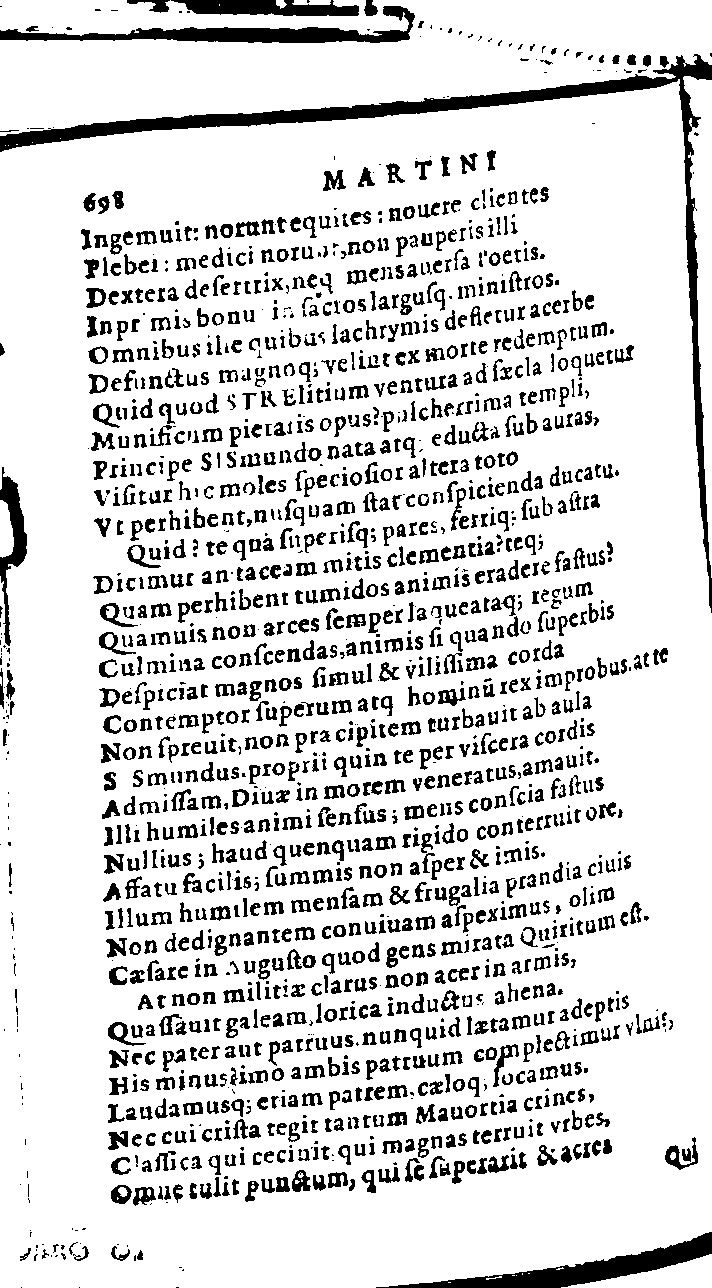 698 MARTINI
Ingemuit: norunt equites: nouere clientes
Plebei: medici norunt, non pauperis illi
Dextera desertrix, neq mensa uersa Poetis.
Inprimis bonu in sactos largusq. ministros.
Omnibus ille quibus lachrymis defletur acerbe
Defunctus magnoq; velint ex morte redemptum.
Quid quod STRElitium ventura ad sæcla loquetur
Munificum pietatis opus? pulcherrima templi,
Principe SISmundo nata atq; educta sub auras,
Visitur hic moles speciosior altera toto
Vt perhibent, nusquam stat conspicienda ducatu.
Quid? te quà superisq; pares, ferriq; sub astra
Dicimur an taceam mitis clementia? teq;
Quam perhibent tumidos animis eradere fastus?
Quamuis non arces semper laqueataq; regum
Culmina conscendas, animis si quando superbis
Despiciat magnos simul & vilissima corda
Contemptor superum atq hominũ rex improbus. at te
Non spreuit, non præcipitem turbauit ab aula
S Smundus. proprii quin te per viscera cordis
Admissam, Diuæ in morem veneratus, amauit.
Illi humiles animi sensus; mens conscia fastus
Nullius; haud quenquam rigido conterruit ore,
Affatu facilis; summis non asper & imis.
Illum humilem mensam & frugalia prandia ciuis
Non dedignantem conuiuam aspeximus, olim
Cæsare in Augusto quod gens mirata Quiritum est.
At non militiæ clarus non acer in armis,
Quassauit galeam, lorica inductus ahena.
Nec pater aut patruus. nunquid lætamur adeptis
His minus? imò ambis patruum complectimur vlnis,
Laudamusq; etiam patrem, cæloq; locamus.
Nec cui crista tegit tantum Mauortia crines,
Classica qui cecinit, qui magnas terruit vrbes,
Omne tulit punctum, qui se superarit & acres
Qui